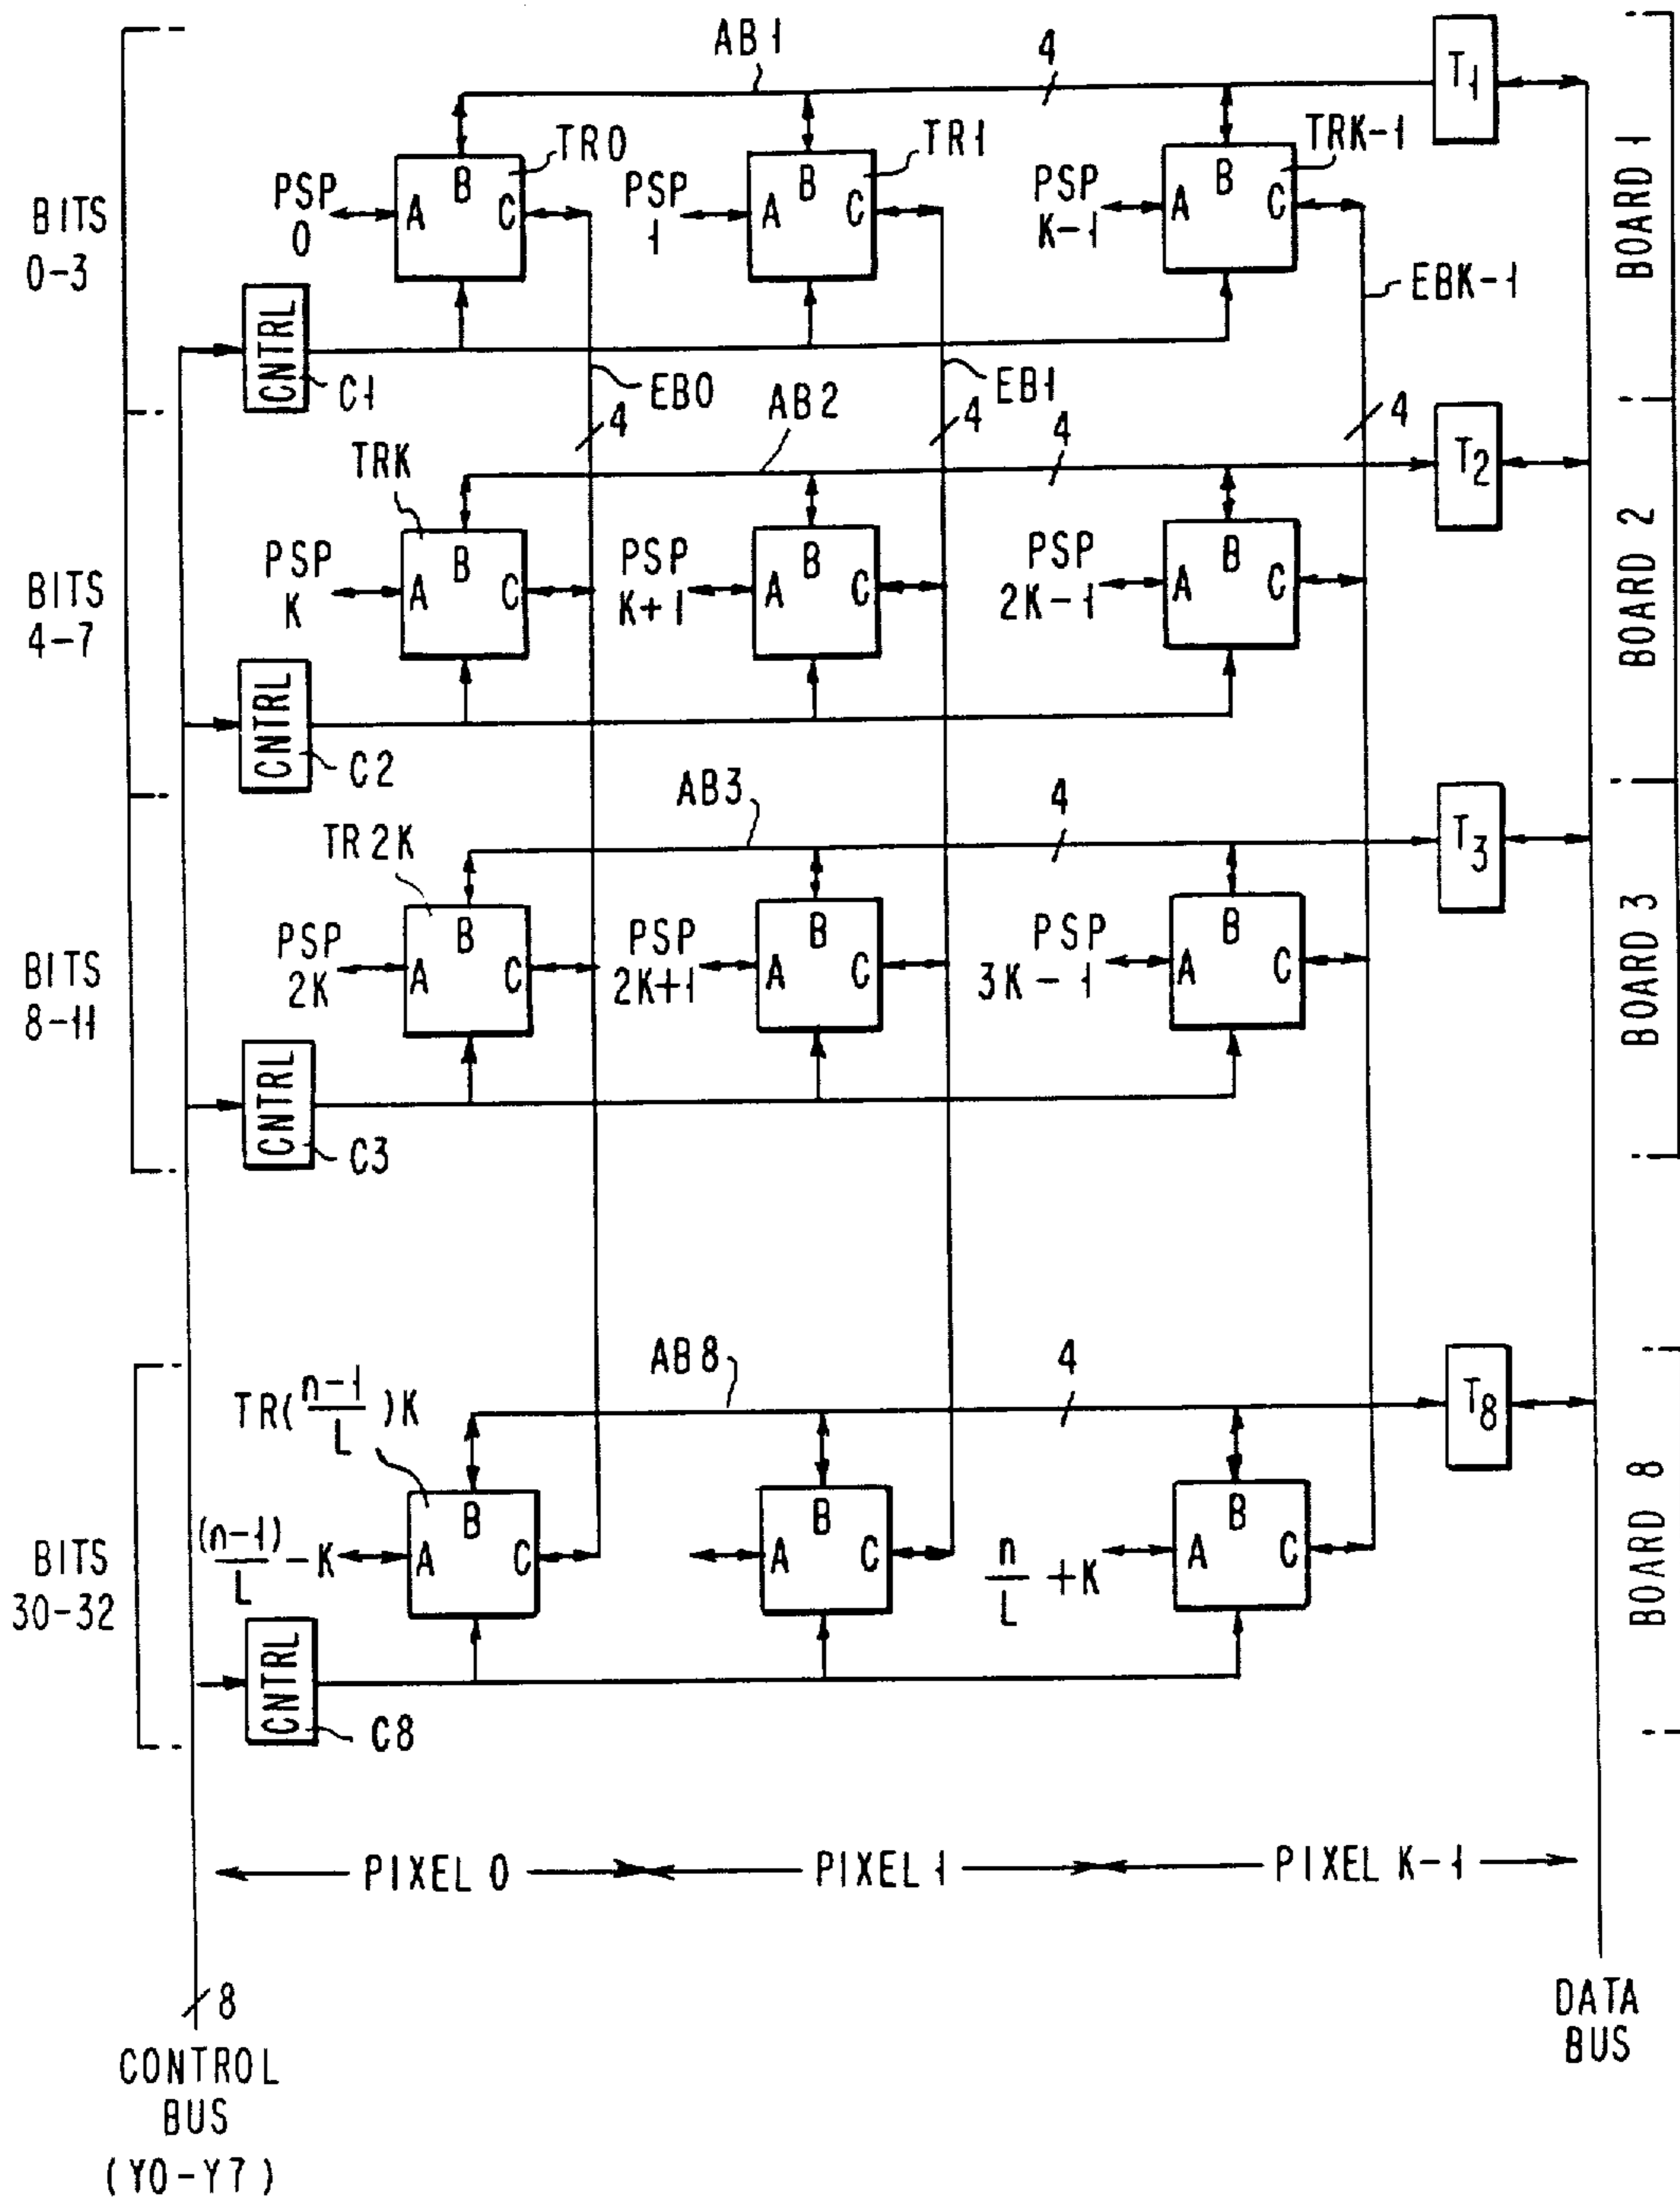 AB1
4
T1
TR0
TR1
TRK-1
BITS
0-3
PSP
0
A
B
C
PSP
1
A
B
C
PSP
K-1
A
B
C
BOARD 1
EBK-1
CNTRL
C1
EB0
4
EB1
4
4
AB2
4
T2
TRK
BITS
4-7
PSP
K
A
B
C
PSP
K+1
A
B
C
PSP
2K-1
A
B
C
BOARD 2
CNTRL
C2
AB3
4
T3
TR2K
BITS
8-11
PSP
2K
A
B
C
PSP
2K+1
A
B
C
PSP
3K-1
A
B
C
BOARD 3
CNTRL
C3
AB8
4
T8
TR(n-1/L)K
BITS
30-32
(n-1)/L-K
A
B
C
A
B
C
n/L+K
A
B
C
BOARD 8
CNTRL
C8
PIXEL 0
PIXEL 1
PIXEL K-1
8
CONTROL
BUS
(Y0-Y7)
DATA
BUS